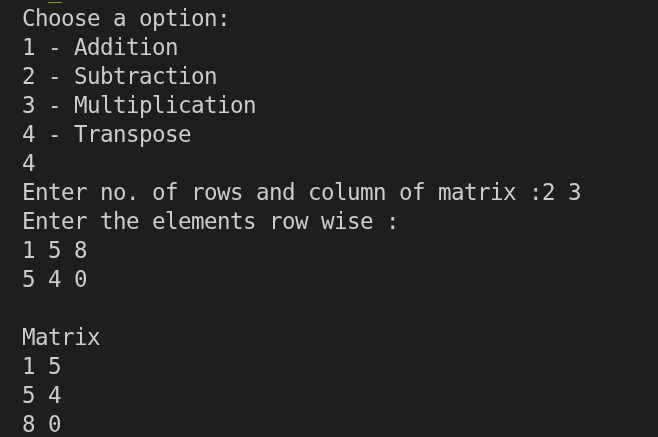 Choose a option:
1 - Addition
2 - Subtraction
3 - Multiplication
4 - Transpose
4
Enter no. of rows and column of matrix :2 3
Enter the elements row wise :
1 5 8
5 4 0
Matrix
1 5
5 4
8 0